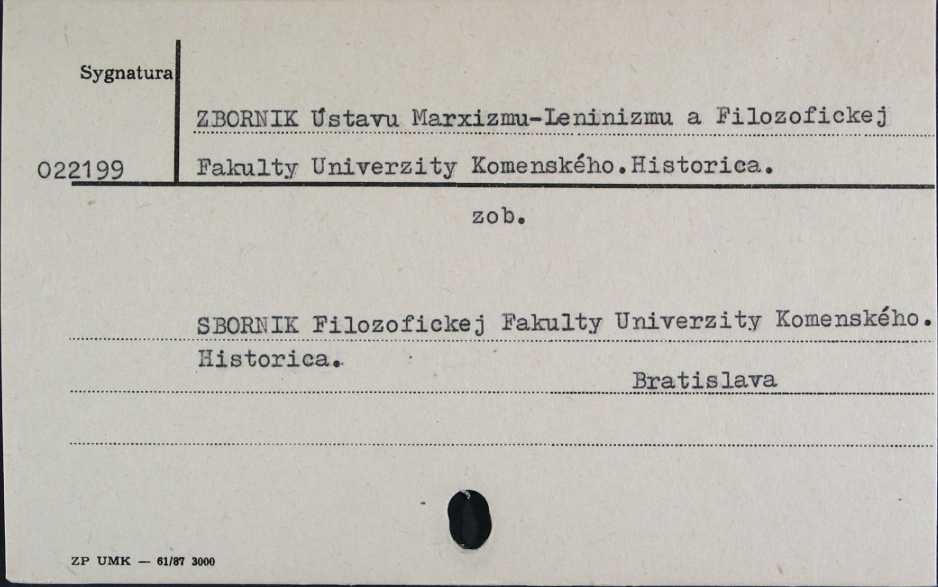 Sygnatura
ZBORNIK Ústavu Marxizmu-Leninizmu a Filozofickej
022199 Fakulty Univerzity Komenského.Historica.
zob.
SBORNIK Filozofickej Fakulty Univerzity Komenského.
Historica.
Bratislava
ZP UMK — 61/87 3000